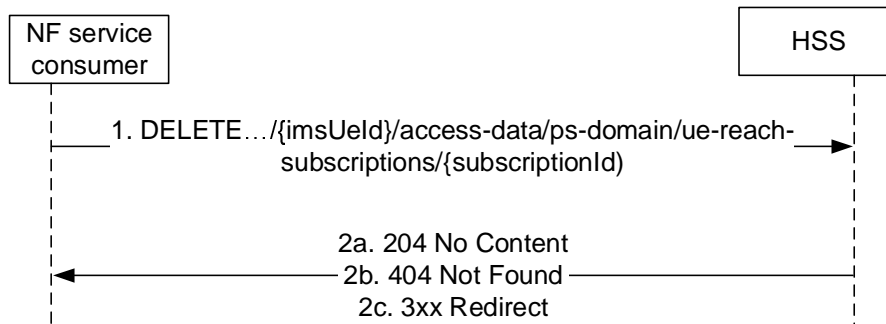 NF service
consumer
HSS
1. DELETE…/{imsUeId}/access-data/ps-domain/ue-reach-
subscriptions/{subscriptionId)
2a. 204 No Content
2b. 404 Not Found
2c. 3xx Redirect